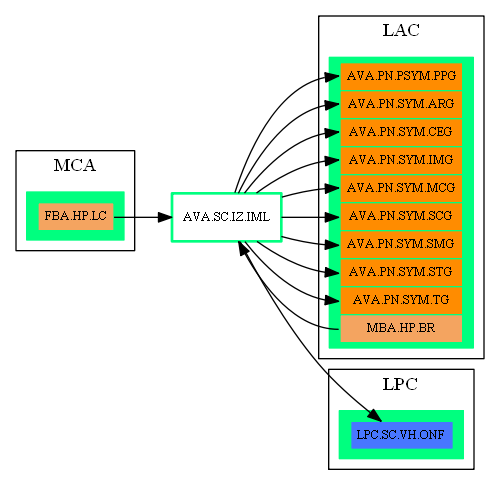 MCA
FBA.HP.LC
AVA.SC.IZ.IML
LAC
AVA.PN.PSYM.PPG
AVA.PN.SYM.ARG
AVA.PN.SYM.CEG
AVA.PN.SYM.IMG
AVA.PN.SYM.MCG
AVA.PN.SYM.SCG
AVA.PN.SYM.SMG
AVA.PN.SYM.STG
AVA.PN.SYM.TG
MBA.HP.BR
LPC
LPC.SC.VH.ONF